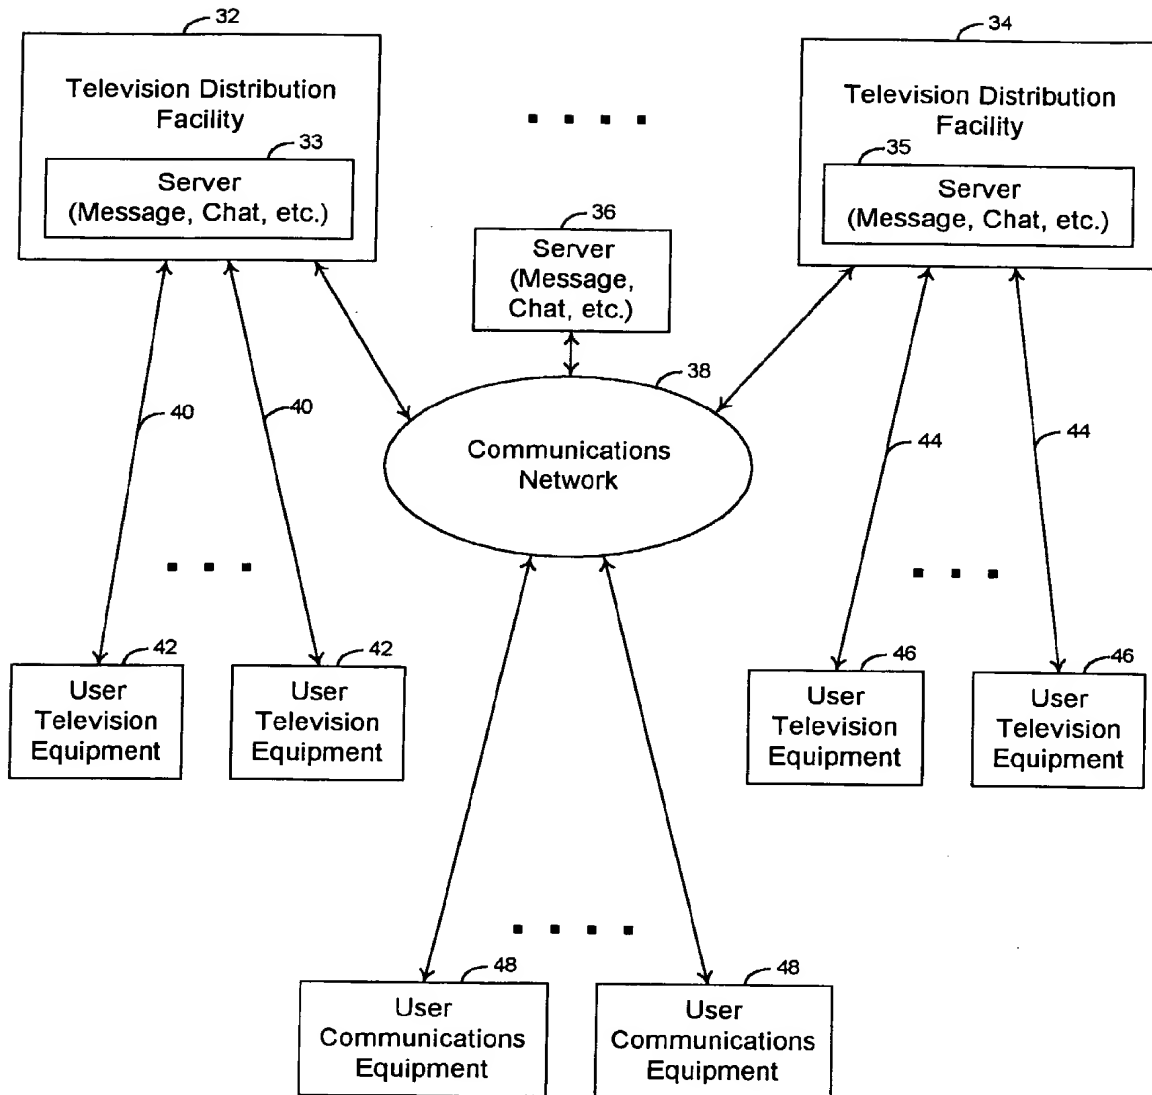 32
34
Television Distribution
Facility
33
Server
(Message, Chat, etc.)
Television Distribution
Facility
35
Server
(Message, Chat, etc.)
36
Server
(Message,
Chat, etc.)
38
Communications
Network
40
40
44
44
42
User
Television
Equipment
42
User
Television
Equipment
46
User
Television
Equipment
46
User
Television
Equipment
48
User
Communications
Equipment
48
User
Communications
Equipment